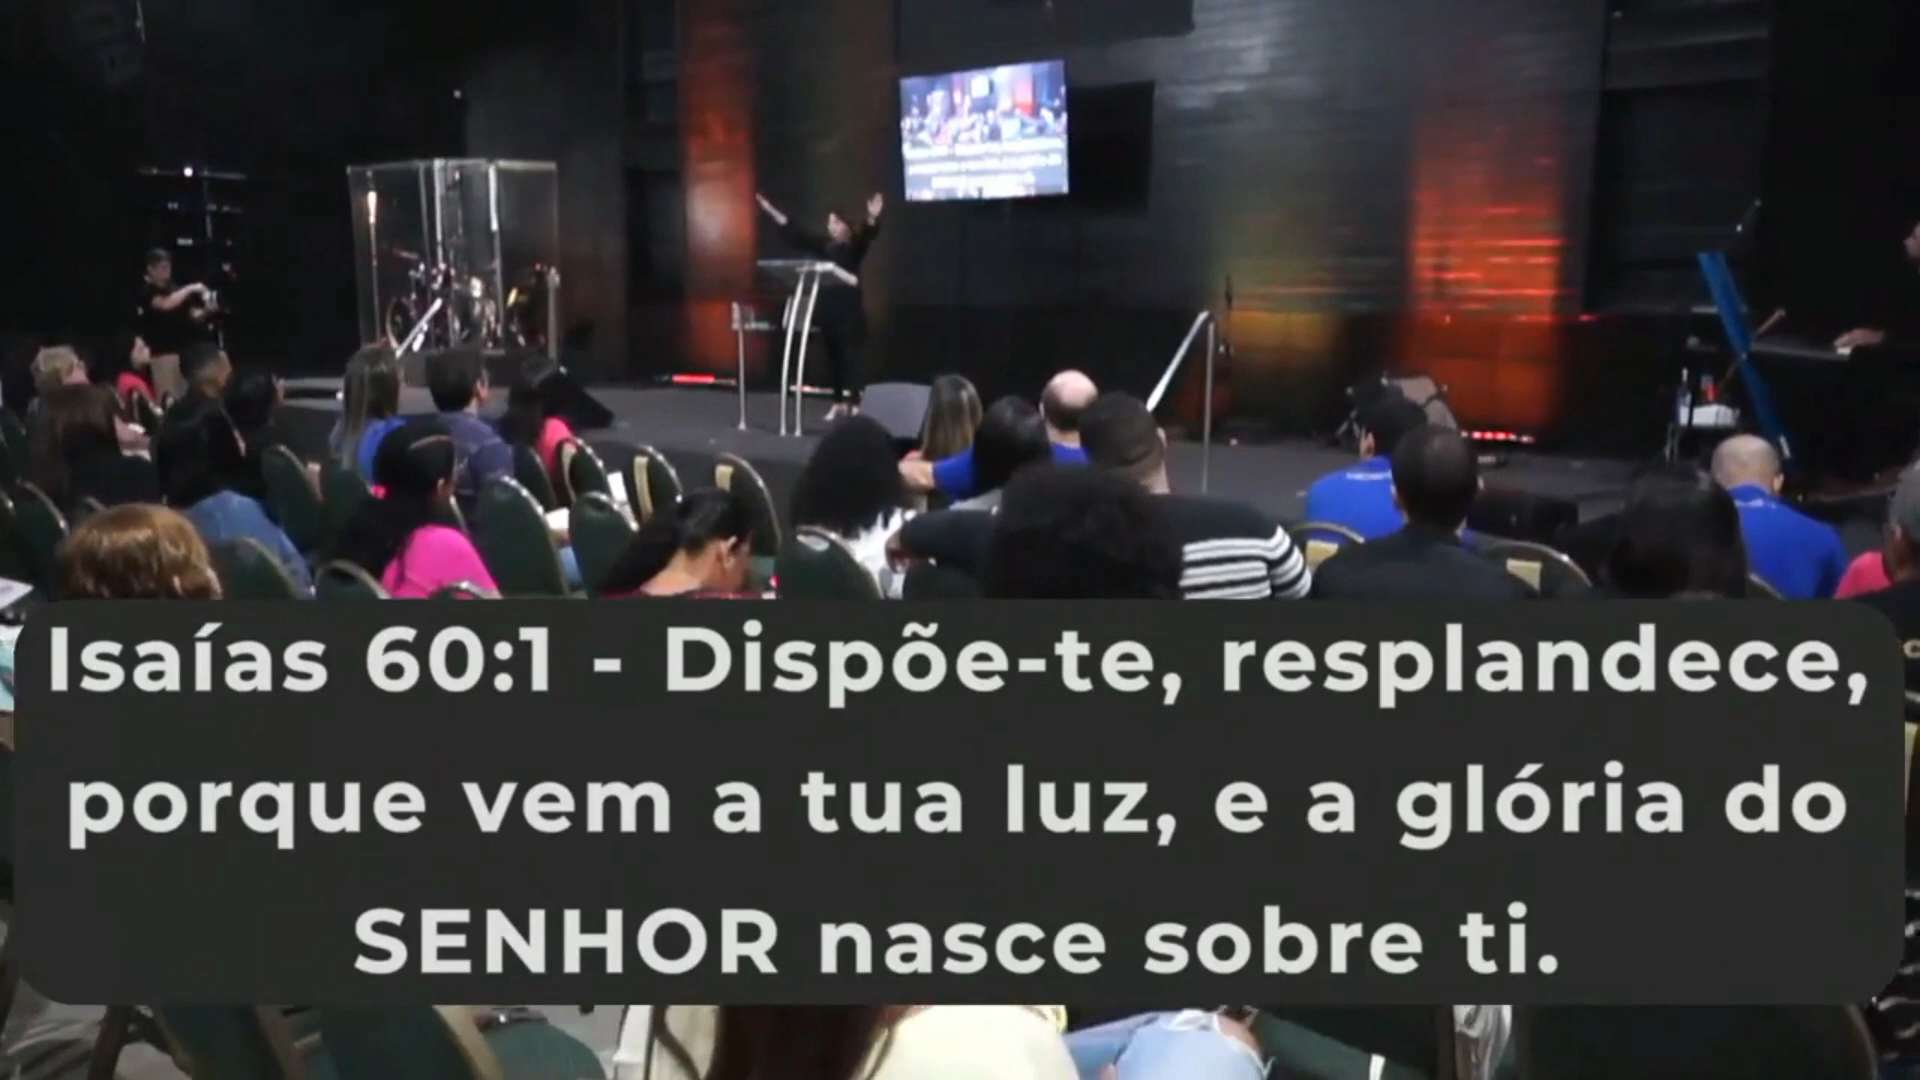 Isaías 60:1 - Dispõe-te, resplandece,
porque vem a tua luz, e a glória do
SENHOR nasce sobre ti.